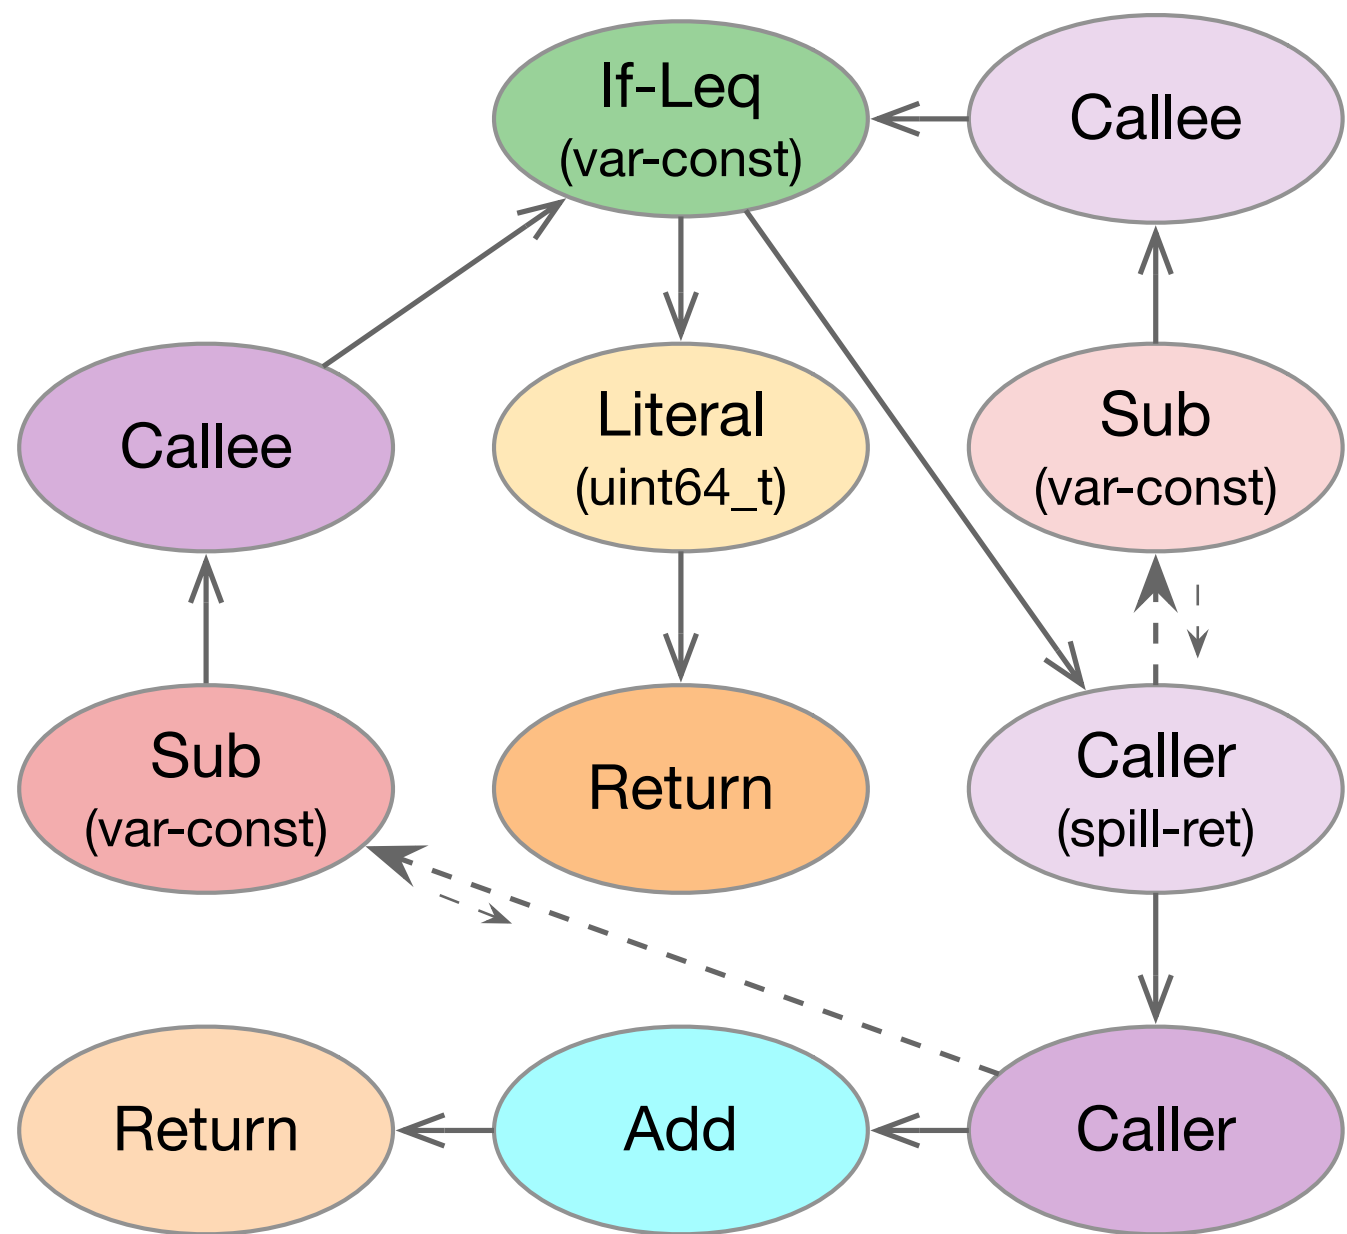 If-Leq
(var-const)
Callee
Callee
Literal
(uint64_t)
Sub
(var-const)
Sub
(var-const)
Return
Caller
(spill-ret)
Return
Add
Caller